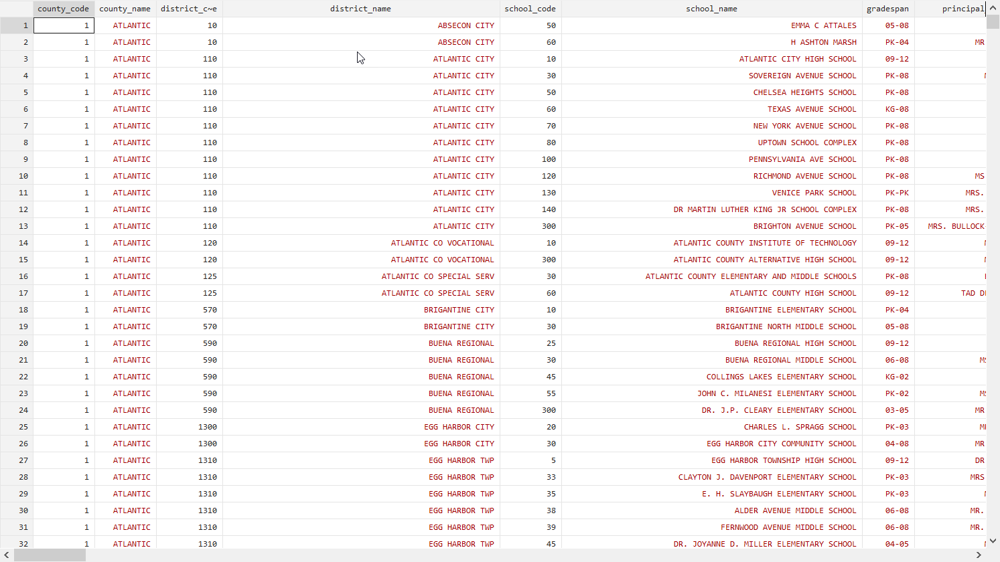 county_code county_name district_c~e district_name school_code school_name gradespan principal
1 1 ATLANTIC 10 ABSECON CITY 50 EMMA C ATTALES 05-08
2 1 ATLANTIC 10 ABSECON CITY 60 H ASHTON MARSH PK-04 MR
3 1 ATLANTIC 110 ATLANTIC CITY 10 ATLANTIC CITY HIGH SCHOOL 09-12
4 1 ATLANTIC 110 ATLANTIC CITY 30 SOVEREIGN AVENUE SCHOOL PK-08
5 1 ATLANTIC 110 ATLANTIC CITY 50 CHELSEA HEIGHTS SCHOOL PK-08
6 1 ATLANTIC 110 ATLANTIC CITY 60 TEXAS AVENUE SCHOOL KG-08
7 1 ATLANTIC 110 ATLANTIC CITY 70 NEW YORK AVENUE SCHOOL PK-08
8 1 ATLANTIC 110 ATLANTIC CITY 80 UPTOWN SCHOOL COMPLEX PK-08
9 1 ATLANTIC 110 ATLANTIC CITY 100 PENNSYLVANIA AVE SCHOOL PK-08
10 1 ATLANTIC 110 ATLANTIC CITY 120 RICHMOND AVENUE SCHOOL PK-08 MS
11 1 ATLANTIC 110 ATLANTIC CITY 130 VENICE PARK SCHOOL PK-PK MRS.
12 1 ATLANTIC 110 ATLANTIC CITY 140 DR MARTIN LUTHER KING JR SCHOOL COMPLEX PK-08 MRS.
13 1 ATLANTIC 110 ATLANTIC CITY 300 BRIGHTON AVENUE SCHOOL PK-05 MRS. BULLOCK-
14 1 ATLANTIC 120 ATLANTIC CO VOCATIONAL 10 ATLANTIC COUNTY INSTITUTE OF TECHNOLOGY 09-12
15 1 ATLANTIC 120 ATLANTIC CO VOCATIONAL 300 ATLANTIC COUNTY ALTERNATIVE HIGH SCHOOL 09-12
16 1 ATLANTIC 125 ATLANTIC CO SPECIAL SERV 30 ATLANTIC COUNTY ELEMENTARY AND MIDDLE SCHOOLS PK-08
17 1 ATLANTIC 125 ATLANTIC CO SPECIAL SERV 60 ATLANTIC COUNTY HIGH SCHOOL 09-12 TAD
18 1 ATLANTIC 570 BRIGANTINE CITY 10 BRIGANTINE ELEMENTARY SCHOOL PK-04
19 1 ATLANTIC 570 BRIGANTINE CITY 30 BRIGANTINE NORTH MIDDLE SCHOOL 05-08
20 1 ATLANTIC 590 BUENA REGIONAL 25 BUENA REGIONAL HIGH SCHOOL 09-12
21 1 ATLANTIC 590 BUENA REGIONAL 30 BUENA REGIONAL MIDDLE SCHOOL 06-08
22 1 ATLANTIC 590 BUENA REGIONAL 45 COLLINGS LAKES ELEMENTARY SCHOOL KG-02
23 1 ATLANTIC 590 BUENA REGIONAL 55 JOHN C. MILANESI ELEMENTARY SCHOOL PK-02
24 1 ATLANTIC 590 BUENA REGIONAL 300 DR. J.P. CLEARY ELEMENTARY SCHOOL 03-05 MR
25 1 ATLANTIC 1300 EGG HARBOR CITY 20 CHARLES L. SPRAGG SCHOOL PK-03
26 1 ATLANTIC 1300 EGG HARBOR CITY 30 EGG HARBOR CITY COMMUNITY SCHOOL 04-08 MR
27 1 ATLANTIC 1310 EGG HARBOR TWP 5 EGG HARBOR TOWNSHIP HIGH SCHOOL 09-12 DR
28 1 ATLANTIC 1310 EGG HARBOR TWP 33 CLAYTON J. DAVENPORT ELEMENTARY SCHOOL PK-03 MRS
29 1 ATLANTIC 1310 EGG HARBOR TWP 35 E. H. SLAYBAUGH ELEMENTARY SCHOOL PK-03
30 1 ATLANTIC 1310 EGG HARBOR TWP 38 ALDER AVENUE MIDDLE SCHOOL 06-08 MR.
31 1 ATLANTIC 1310 EGG HARBOR TWP 39 FERNWOOD AVENUE MIDDLE SCHOOL 06-08 MR.
32 1 ATLANTIC 1310 EGG HARBOR TWP 45 DR. JOYANNE D. MILLER ELEMENTARY SCHOOL 04-05